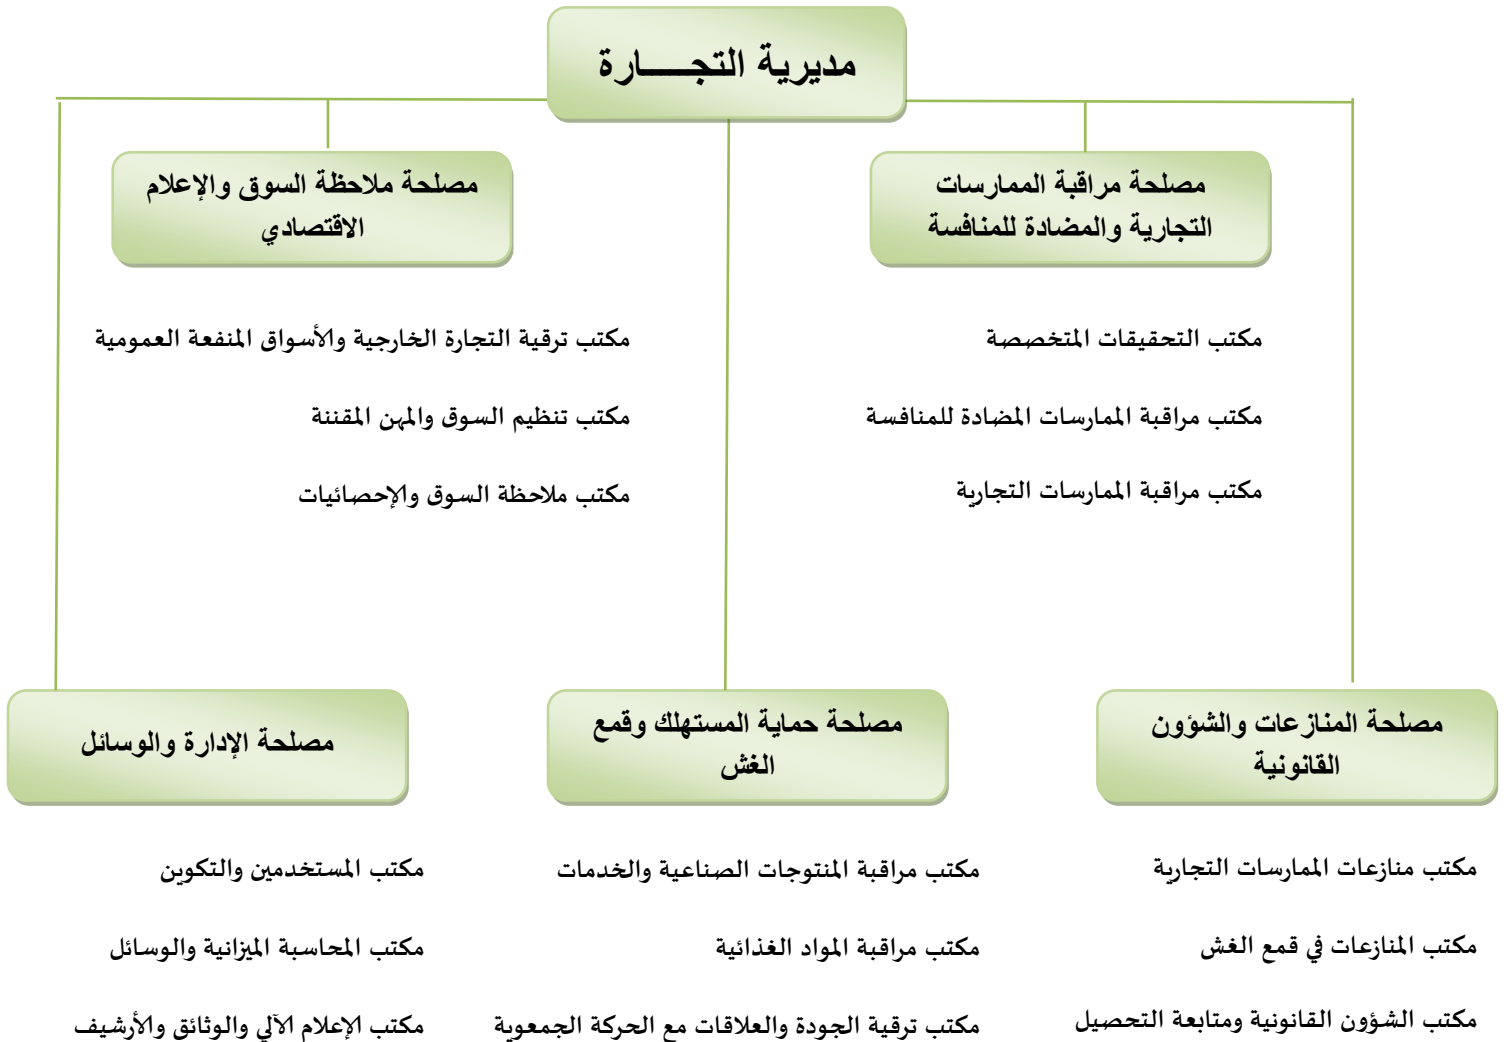 مديرية التجـــــارة
مصلحة مراقبة الممارسات
التجارية والمضادة للمنافسة
مكتب التحقيقات المتخصصة
مكتب مراقبة الممارسات المضادة للمنافسة
مكتب مراقبة الممارسات التجارية
مصلحة ملاحظة السوق والإعلام
الاقتصادي
مكتب ترقية التجارة الخارجية والأسواق المنفعة العمومية
مكتب تنظيم السوق والمهن المقننة
مكتب ملاحظة السوق والإحصائيات
مصلحة المنازعات والشؤون
القانونية
مكتب منازعات الممارسات التجارية
مكتب المنازعات في قمع الغش
مكتب الشؤون القانونية ومتابعة التحصيل
مصلحة حماية المستهلك وقمع
الغش
مكتب مراقبة المنتوجات الصناعية والخدمات
مكتب مراقبة المواد الغذائية
مكتب ترقية الجودة والعلاقات مع الحركة الجمعوية
مصلحة الإدارة والوسائل
مكتب المستخدمين والتكوين
مكتب المحاسبة الميزانية والوسائل
مكتب الإعلام الآلي والوثائق والأرشيف